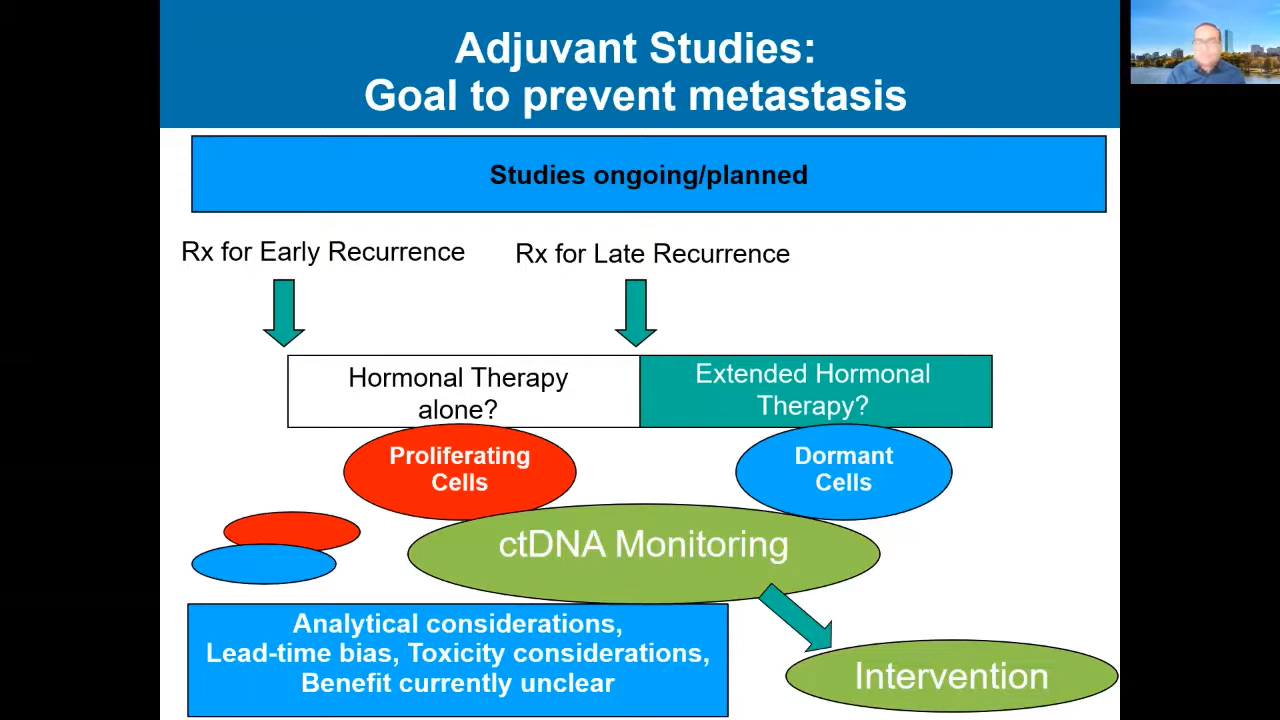 Adjuvant Studies:
Goal to prevent metastasis
Studies ongoing/planned
Rx for Early Recurrence
Rx for Late Recurrence
Hormonal Therapy
alone?
Extended Hormonal
Therapy?
Proliferating
Cells
Dormant
Cells
ctDNA Monitoring
Analytical considerations,
Lead-time bias, Toxicity considerations,
Benefit currently unclear
Intervention